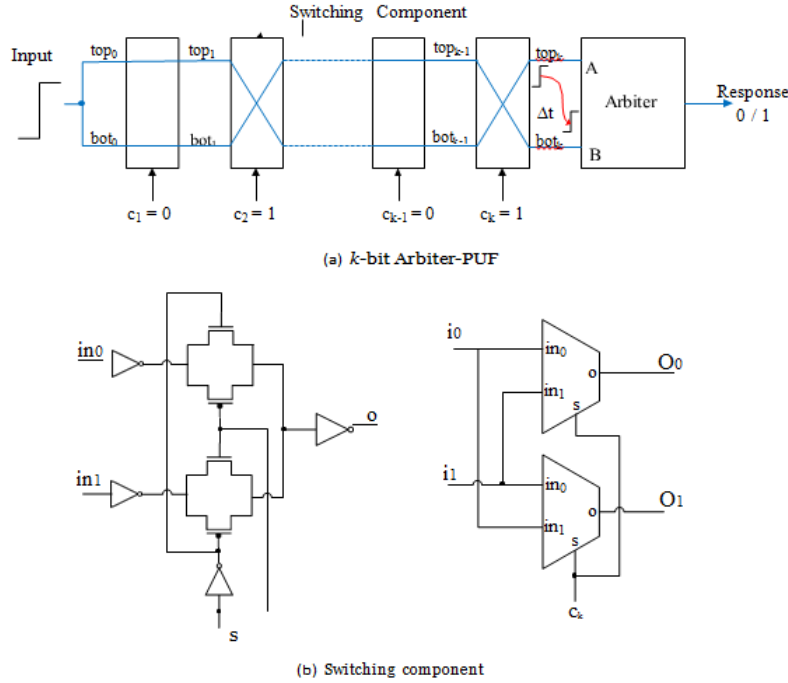 Switching Component
Input
top₀
top₁
topₖ₋₁
topₖ
A
Arbiter
Response
0 / 1
Δt
bot₀
bot₁
botₖ₋₁
botₖ
B
c₁ = 0
c₂ = 1
cₖ₋₁ = 0
cₖ = 1
(a) k-bit Arbiter-PUF
in0
o
in1
s
i0
in₀
o
O₀
in₁
s
i1
in₀
o
O1
in₁
s
cₖ
(b) Switching component